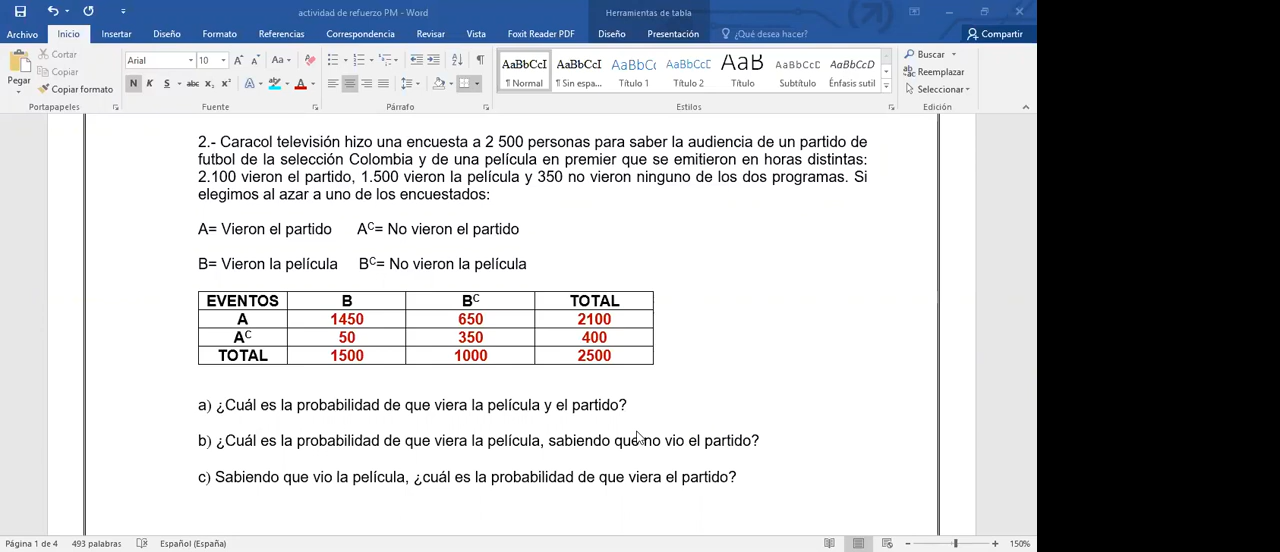 actividad de refuerzo PM - Word
Herramientas de tabla
Archivo Inicio Insertar Diseño Formato Referencias Correspondencia Revisar Vista Foxit Reader PDF Diseño Presentación ¿Qué desea hacer? Compartir
Pegar
Cortar
Copiar
Copiar formato
Portapapeles
Arial 10
Fuente
Párrafo
AaBbCcI AaBbCcI AaBbCc AaBbCcD AaB AaBbCcD AaBbCcD
¶ Normal ¶ Sin espa... Título 1 Título 2 Título Subtítulo Énfasis sutil
Estilos
Buscar
Reemplazar
Seleccionar
Edición
2.- Caracol televisión hizo una encuesta a 2 500 personas para saber la audiencia de un partido de
futbol de la selección Colombia y de una película en premier que se emitieron en horas distintas:
2.100 vieron el partido, 1.500 vieron la película y 350 no vieron ninguno de los dos programas. Si
elegimos al azar a uno de los encuestados:
A= Vieron el partido Aᶜ= No vieron el partido
B= Vieron la película Bᶜ= No vieron la película
EVENTOS B Bᶜ TOTAL
A 1450 650 2100
Aᶜ 50 350 400
TOTAL 1500 1000 2500
a) ¿Cuál es la probabilidad de que viera la película y el partido?
b) ¿Cuál es la probabilidad de que viera la película, sabiendo que no vio el partido?
c) Sabiendo que vio la película, ¿cuál es la probabilidad de que viera el partido?
Página 1 de 4 493 palabras Español (España) 150%